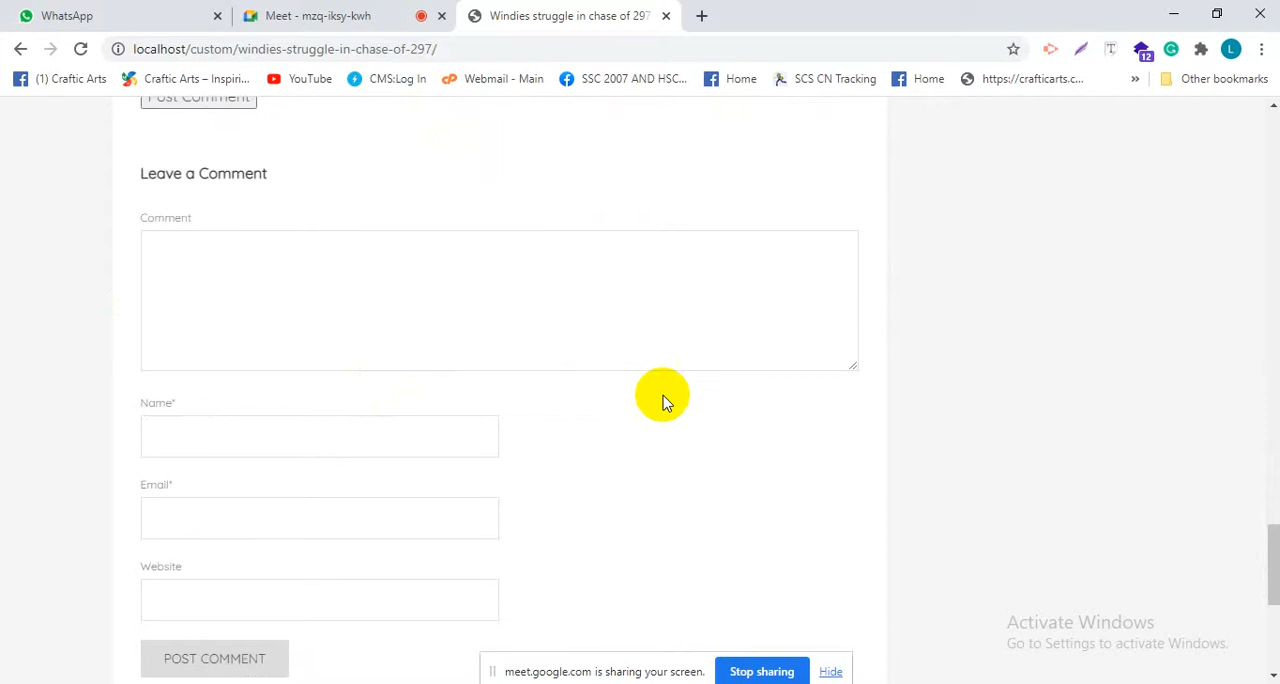 WhatsApp
Meet - mzq-iksy-kwh
Windies struggle in chase of 297
localhost/custom/windies-struggle-in-chase-of-297/
12
L
(1) Craftic Arts
Craftic Arts – Inspiri...
YouTube
CMS:Log In
Webmail - Main
SSC 2007 AND HSC...
Home
SCS CN Tracking
Home
https://crafticarts.c...
»
Other bookmarks
Post Comment
Leave a Comment
Comment
Name*
Email*
Website
POST COMMENT
Activate Windows
Go to Settings to activate Windows.
meet.google.com is sharing your screen.
Stop sharing
Hide